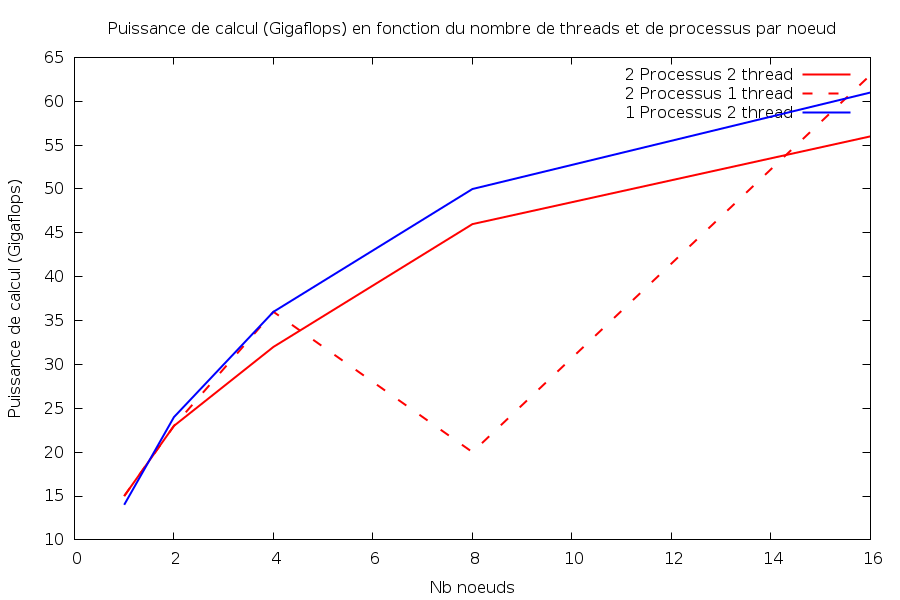 Puissance de calcul (Gigaflops) en fonction du nombre de threads et de processus par noeud
65
60
55
50
45
40
35
30
25
20
15
10
Puissance de calcul (Gigaflops)
2 Processus 2 thread
2 Processus 1 thread
1 Processus 2 thread
0 2 4 6 8 10 12 14 16
Nb noeuds